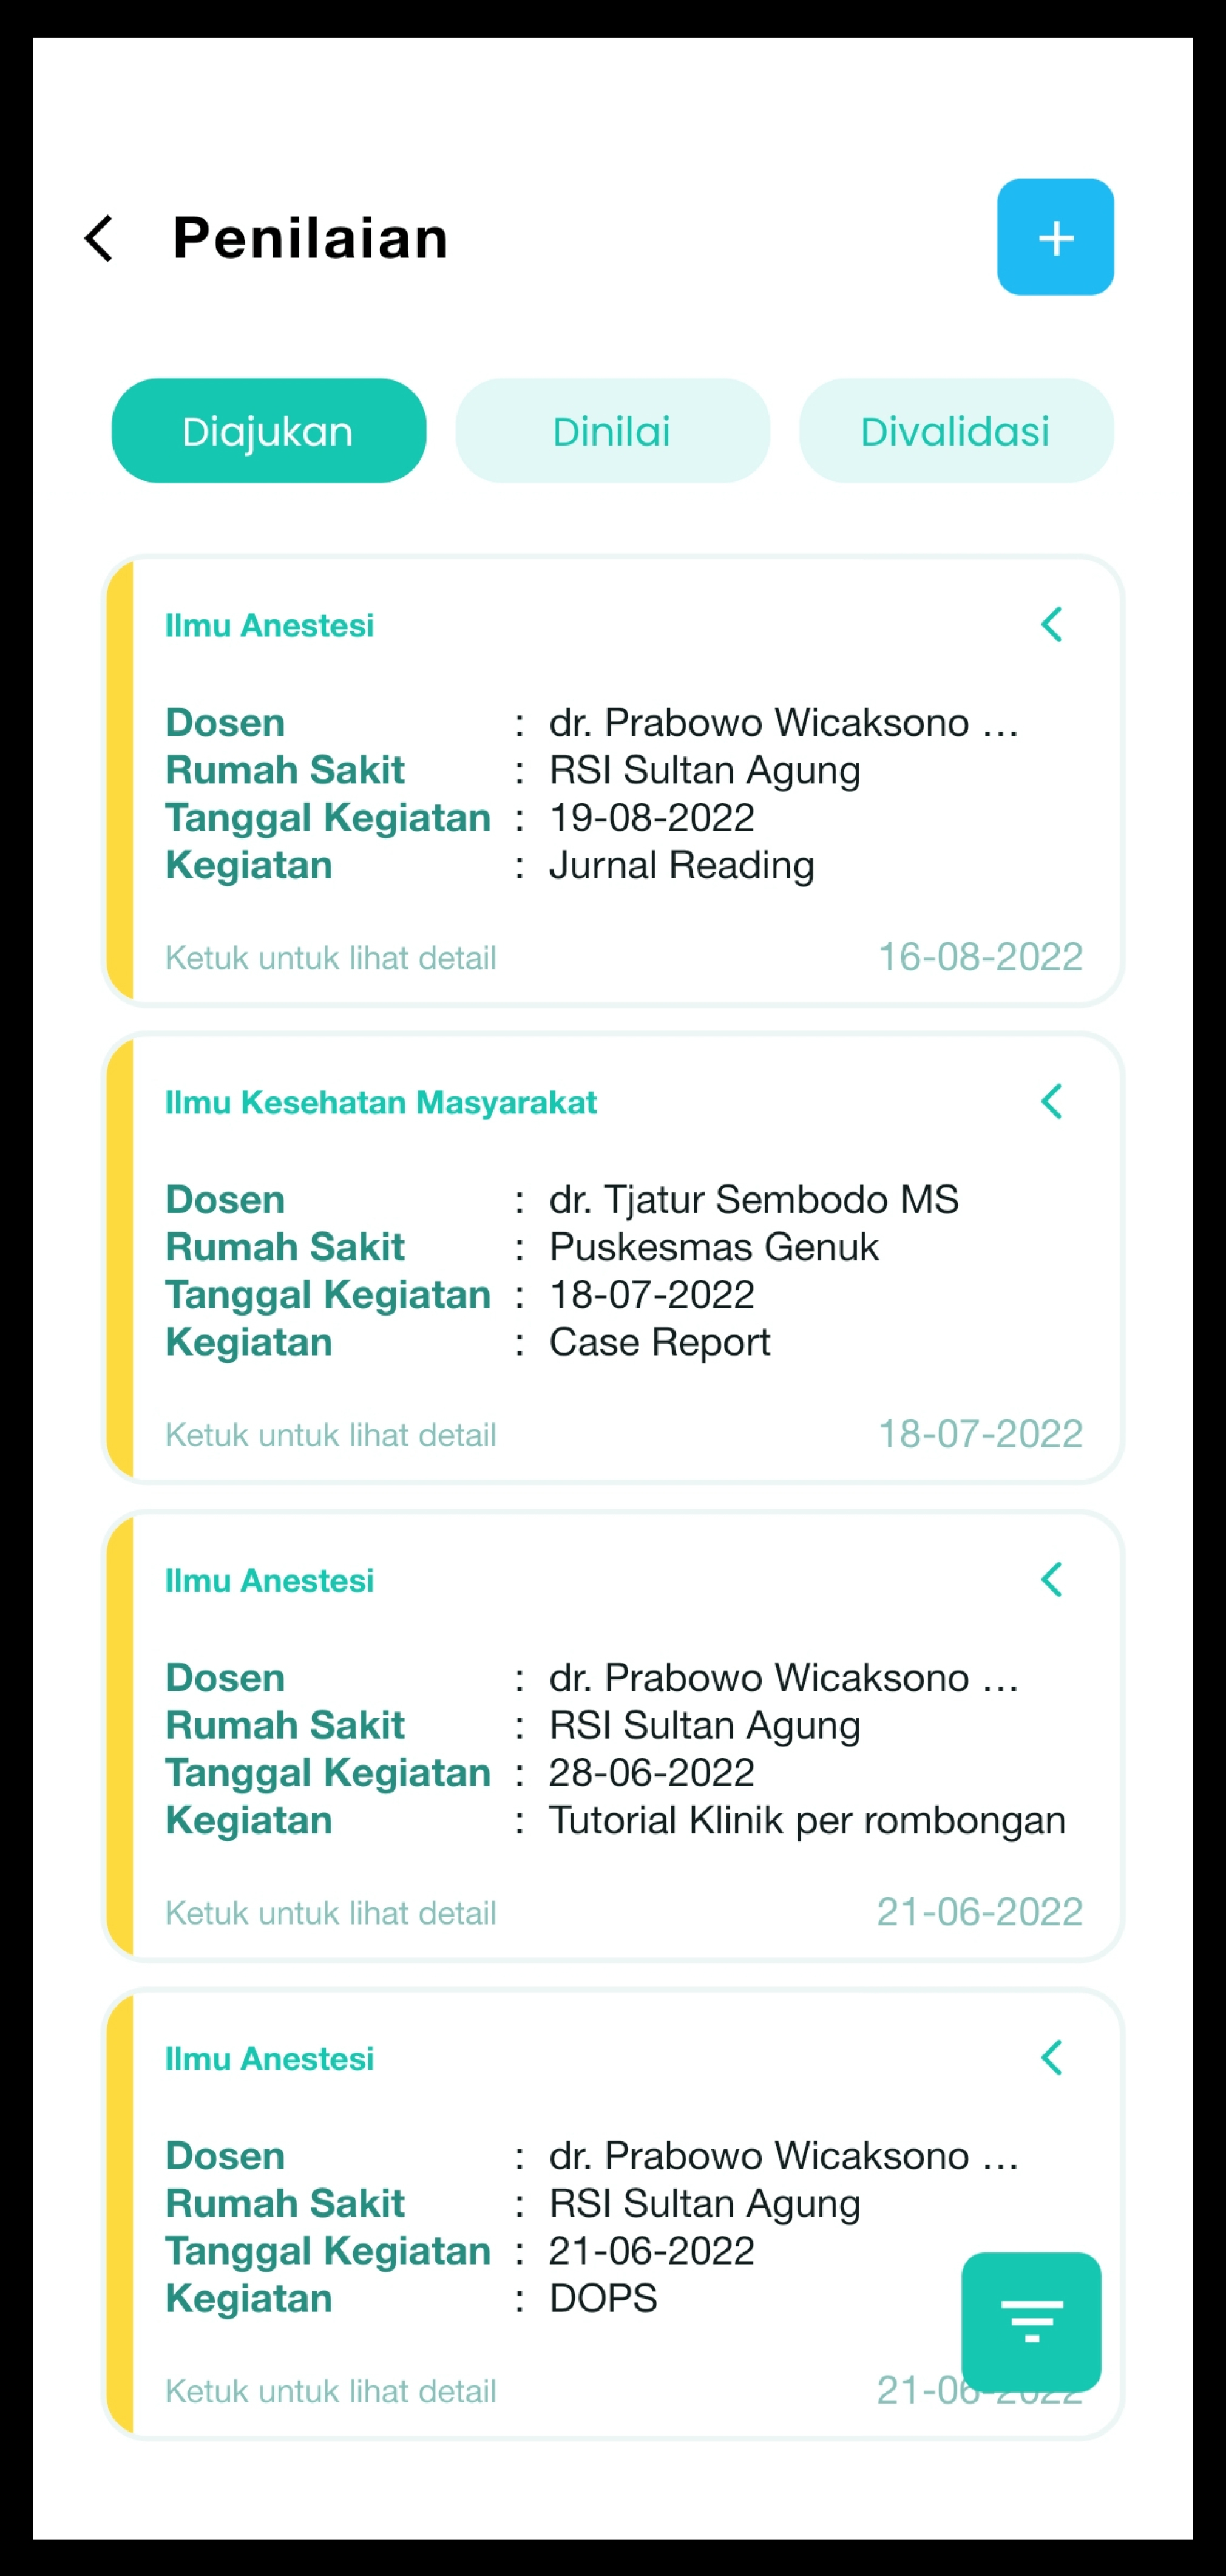 Penilaian
Diajukan Dinilai Divalidasi
Ilmu Anestesi
Dosen : dr. Prabowo Wicaksono ...
Rumah Sakit : RSI Sultan Agung
Tanggal Kegiatan : 19-08-2022
Kegiatan : Jurnal Reading
Ketuk untuk lihat detail 16-08-2022
Ilmu Kesehatan Masyarakat
Dosen : dr. Tjatur Sembodo MS
Rumah Sakit : Puskesmas Genuk
Tanggal Kegiatan : 18-07-2022
Kegiatan : Case Report
Ketuk untuk lihat detail 18-07-2022
Ilmu Anestesi
Dosen : dr. Prabowo Wicaksono ...
Rumah Sakit : RSI Sultan Agung
Tanggal Kegiatan : 28-06-2022
Kegiatan : Tutorial Klinik per rombongan
Ketuk untuk lihat detail 21-06-2022
Ilmu Anestesi
Dosen : dr. Prabowo Wicaksono ...
Rumah Sakit : RSI Sultan Agung
Tanggal Kegiatan : 21-06-2022
Kegiatan : DOPS
Ketuk untuk lihat detail 21-06-2022